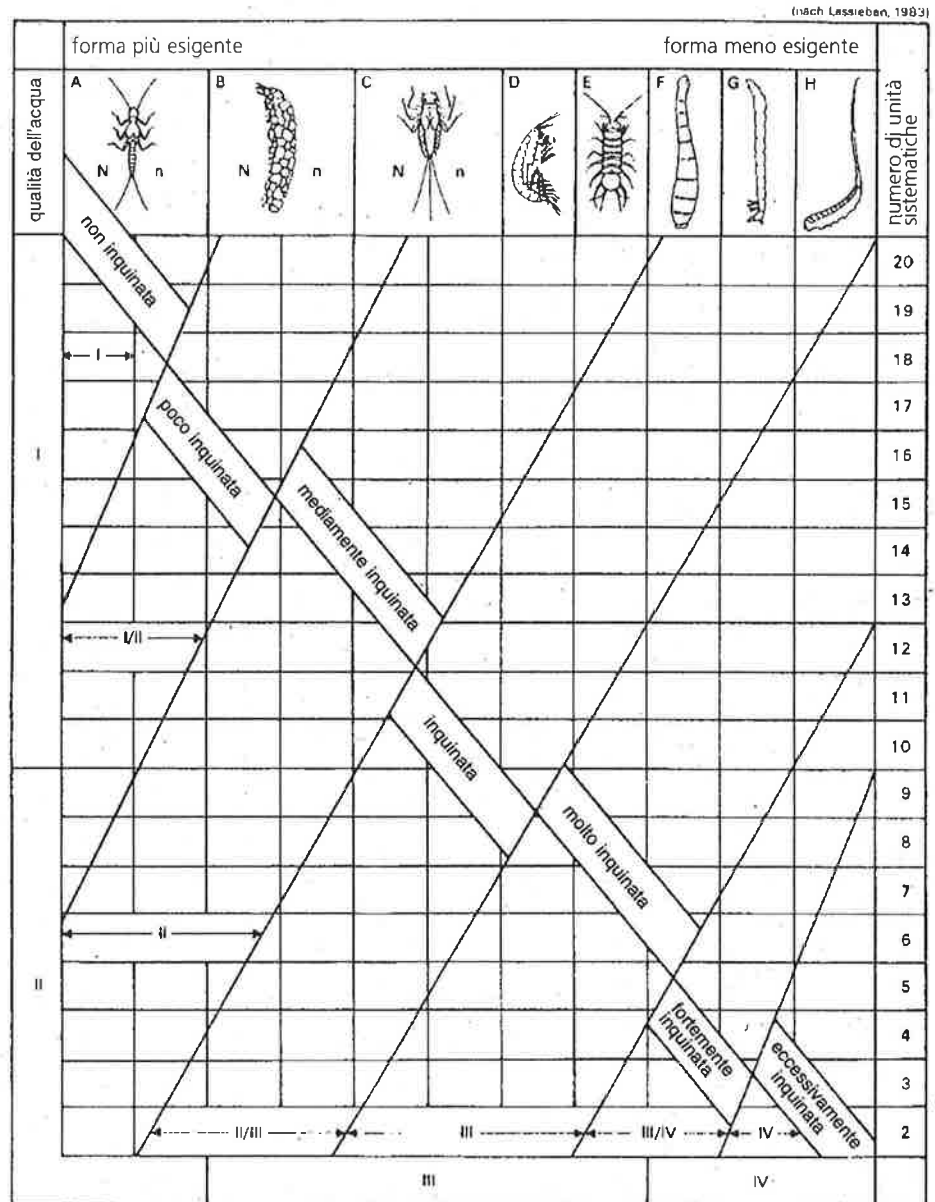 (nach Lassleben, 1983)
forma più esigente
forma meno esigente
qualità dell'acqua
A
B
C
D
E
F
G
H
numero di unità sistematiche
N n
N n
N n
non inquinata
20
19
I
18
poco inquinata
17
I
16
mediamente inquinata
15
14
13
I/II
12
11
inquinata
10
9
molto inquinata
8
7
II
6
II
5
fortemente inquinata
4
eccessivamente inquinata
3
II/III
III
III/IV
IV
2
III
IV